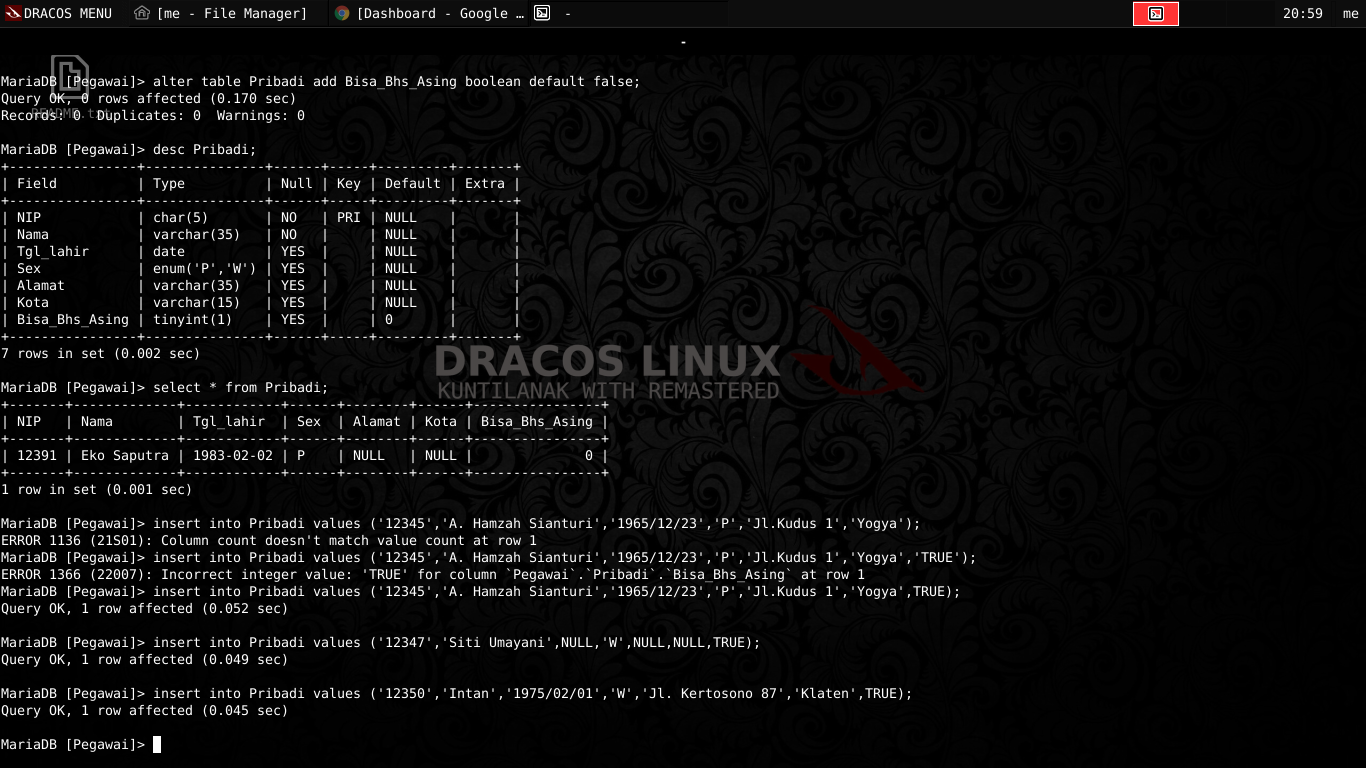 DRACOS MENU [me - File Manager] [Dashboard - Google … - 20:59 me
-
MariaDB [Pegawai]> alter table Pribadi add Bisa_Bhs_Asing boolean default false;
Query OK, 0 rows affected (0.170 sec)
README.txt
Records: 0  Duplicates: 0  Warnings: 0
MariaDB [Pegawai]> desc Pribadi;
+----------------+---------------+------+-----+---------+-------+
| Field          | Type          | Null | Key | Default | Extra |
+----------------+---------------+------+-----+---------+-------+
| NIP            | char(5)       | NO   | PRI | NULL    |       |
| Nama           | varchar(35)   | NO   |     | NULL    |       |
| Tgl_lahir      | date          | YES  |     | NULL    |       |
| Sex            | enum('P','W') | YES  |     | NULL    |       |
| Alamat         | varchar(35)   | YES  |     | NULL    |       |
| Kota           | varchar(15)   | YES  |     | NULL    |       |
| Bisa_Bhs_Asing | tinyint(1)    | YES  |     | 0       |       |
+----------------+---------------+------+-----+---------+-------+
7 rows in set (0.002 sec)
DRACOS LINUX
KUNTILANAK WITH REMASTERED
MariaDB [Pegawai]> select * from Pribadi;
+-------+-------------+------------+------+--------+------+----------------+
| NIP   | Nama        | Tgl_lahir  | Sex  | Alamat | Kota | Bisa_Bhs_Asing |
+-------+-------------+------------+------+--------+------+----------------+
| 12391 | Eko Saputra | 1983-02-02 | P    | NULL   | NULL |              0 |
+-------+-------------+------------+------+--------+------+----------------+
1 row in set (0.001 sec)
MariaDB [Pegawai]> insert into Pribadi values ('12345','A. Hamzah Sianturi','1965/12/23','P','Jl.Kudus 1','Yogya');
ERROR 1136 (21S01): Column count doesn't match value count at row 1
MariaDB [Pegawai]> insert into Pribadi values ('12345','A. Hamzah Sianturi','1965/12/23','P','Jl.Kudus 1','Yogya','TRUE');
ERROR 1366 (22007): Incorrect integer value: 'TRUE' for column `Pegawai`.`Pribadi`.`Bisa_Bhs_Asing` at row 1
MariaDB [Pegawai]> insert into Pribadi values ('12345','A. Hamzah Sianturi','1965/12/23','P','Jl.Kudus 1','Yogya',TRUE);
Query OK, 1 row affected (0.052 sec)
MariaDB [Pegawai]> insert into Pribadi values ('12347','Siti Umayani',NULL,'W',NULL,NULL,TRUE);
Query OK, 1 row affected (0.049 sec)
MariaDB [Pegawai]> insert into Pribadi values ('12350','Intan','1975/02/01','W','Jl. Kertosono 87','Klaten',TRUE);
Query OK, 1 row affected (0.045 sec)
MariaDB [Pegawai]>